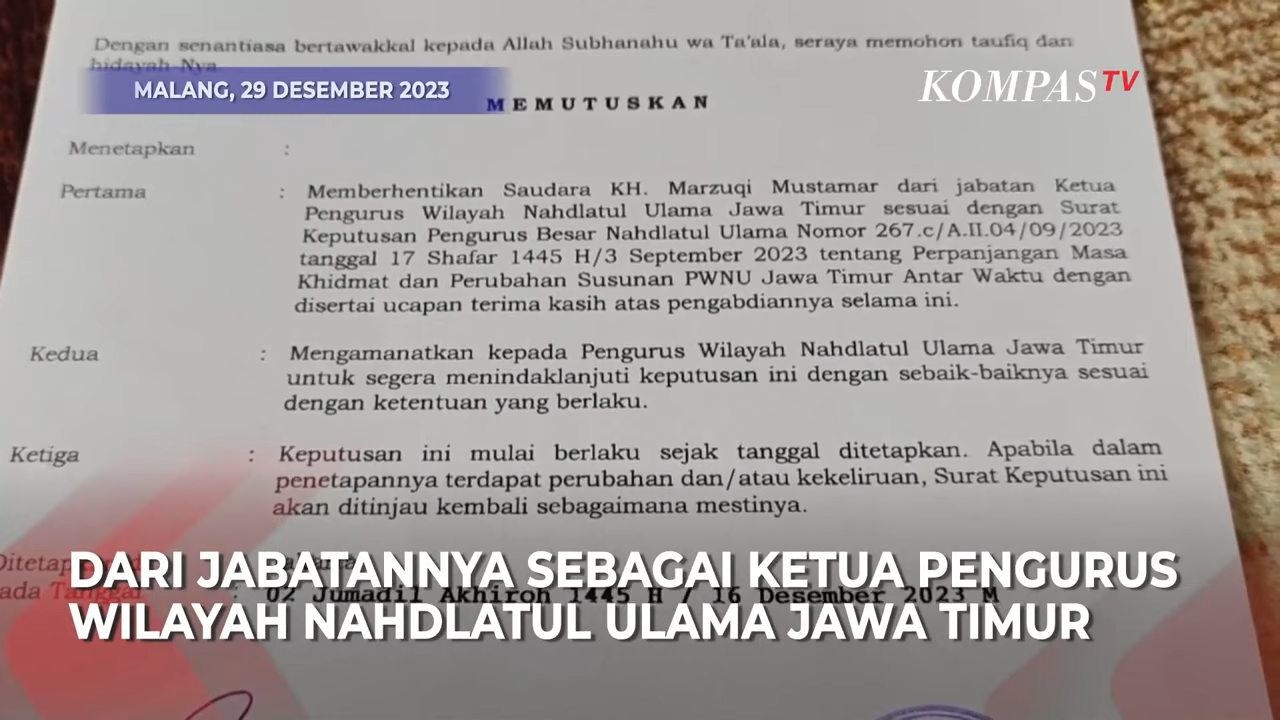 Dengan senantiasa bertawakkal kepada Allah Subhanahu wa Ta'ala, seraya memohon taufiq dan
hidayah-Nya.
MALANG, 29 DESEMBER 2023
KOMPAS TV
MEMUTUSKAN
Menetapkan :
Pertama : Memberhentikan Saudara KH. Marzuqi Mustamar dari jabatan Ketua
Pengurus Wilayah Nahdlatul Ulama Jawa Timur sesuai dengan Surat
Keputusan Pengurus Besar Nahdlatul Ulama Nomor 267.c/A.II.04/09/2023
tanggal 17 Shafar 1445 H/3 September 2023 tentang Perpanjangan Masa
Khidmat dan Perubahan Susunan PWNU Jawa Timur Antar Waktu dengan
disertai ucapan terima kasih atas pengabdiannya selama ini.
Kedua : Mengamanatkan kepada Pengurus Wilayah Nahdlatul Ulama Jawa Timur
untuk segera menindaklanjuti keputusan ini dengan sebaik-baiknya sesuai
dengan ketentuan yang berlaku.
Ketiga : Keputusan ini mulai berlaku sejak tanggal ditetapkan. Apabila dalam
penetapannya terdapat perubahan dan/atau kekeliruan, Surat Keputusan ini
akan ditinjau kembali sebagaimana mestinya.
DARI JABATANNYA SEBAGAI KETUA PENGURUS
Tanggal : 02 Jumadil Akhiroh 1445 H / 16 Desember 2023 M
WILAYAH NAHDLATUL ULAMA JAWA TIMUR